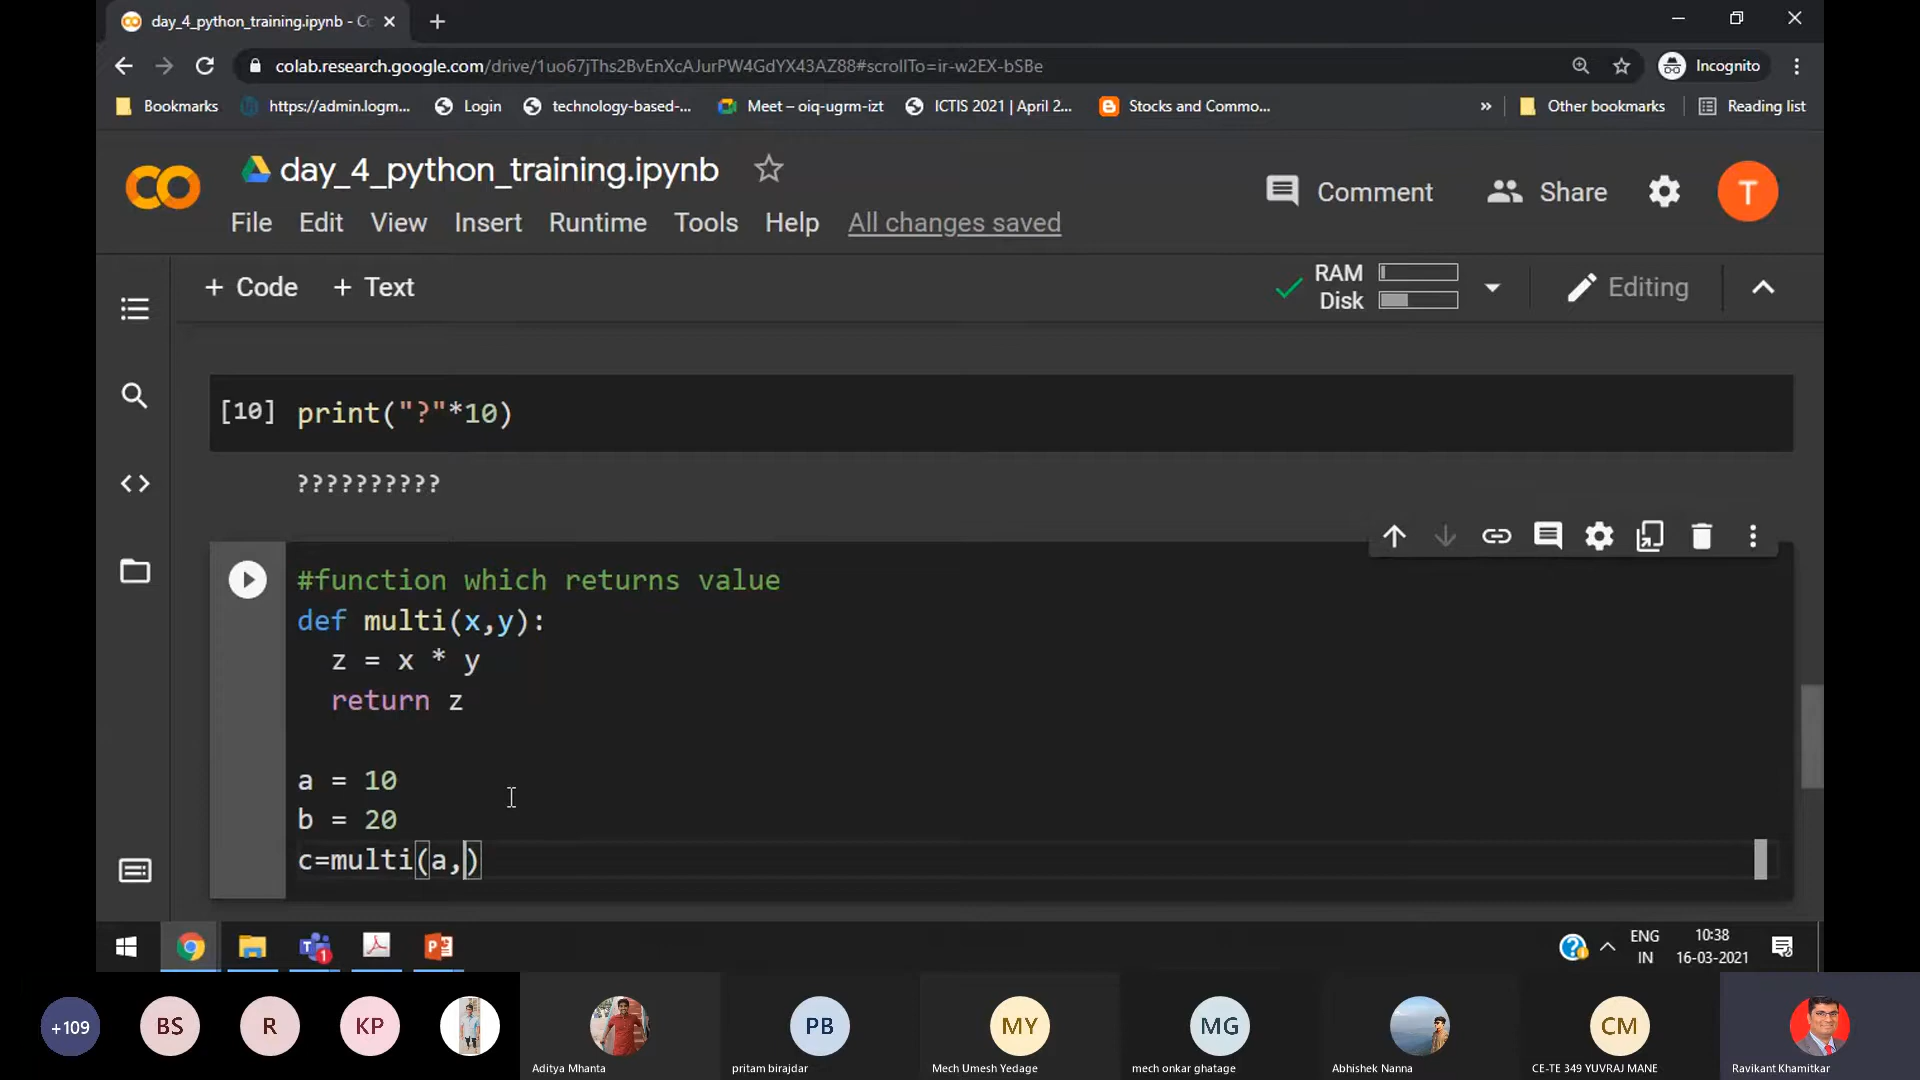 day_4_python_training.ipynb - Co
colab.research.google.com/drive/1uo67jThs2BvEnXcAJurPW4GdYX43AZ88#scrollTo=ir-w2EX-bSBe
Incognito
Bookmarks
https://admin.logm...
Login
technology-based-...
Meet – oiq-ugrm-izt
ICTIS 2021 | April 2...
Stocks and Commo...
»
Other bookmarks
Reading list
CO
day_4_python_training.ipynb
Comment
Share
T
File Edit View Insert Runtime Tools Help All changes saved
+ Code + Text
RAM
Disk
Editing
[10] print("?"*10)
??????????
#function which returns value
def multi(x,y):
z = x * y
return z
a = 10
b = 20
c=multi(a,)
1
ENG
IN
10:38
16-03-2021
+109
BS
R
KP
PB
MY
MG
CM
Aditya Mhanta
pritam birajdar
Mech Umesh Yedage
mech onkar ghatage
Abhishek Nanna
CE-TE 349 YUVRAJ MANE
Ravikant Khamitkar